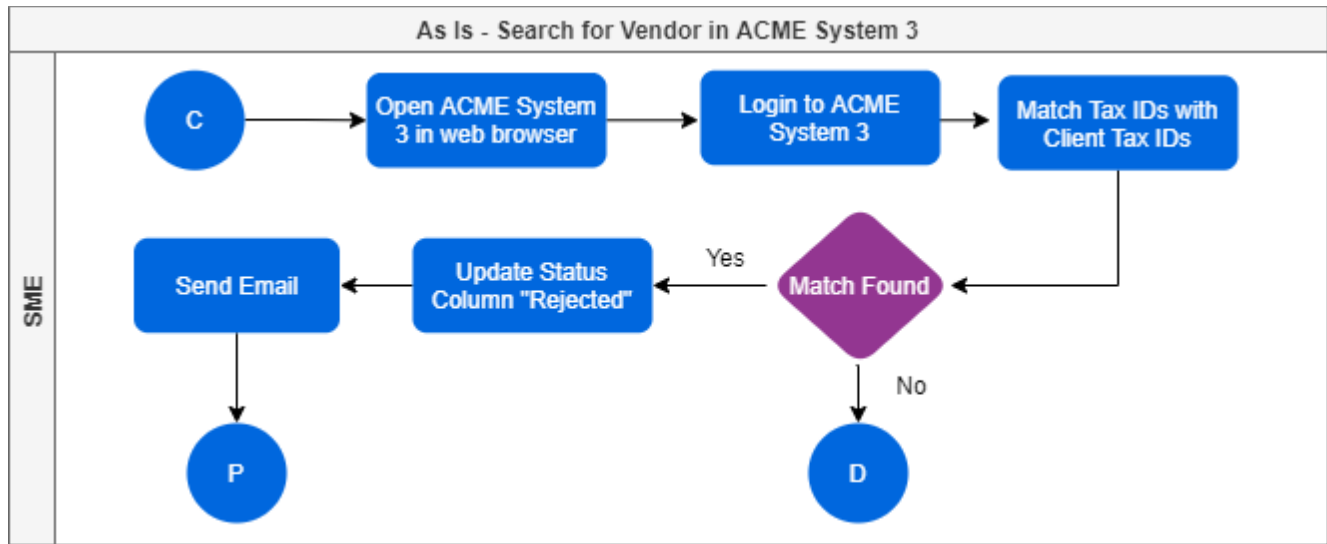 As Is - Search for Vendor in ACME System 3
SME
C
Open ACME System
3 in web browser
Login to ACME
System 3
Match Tax IDs with
Client Tax IDs
Match Found
Yes
Update Status
Column "Rejected"
Send Email
No
P
D